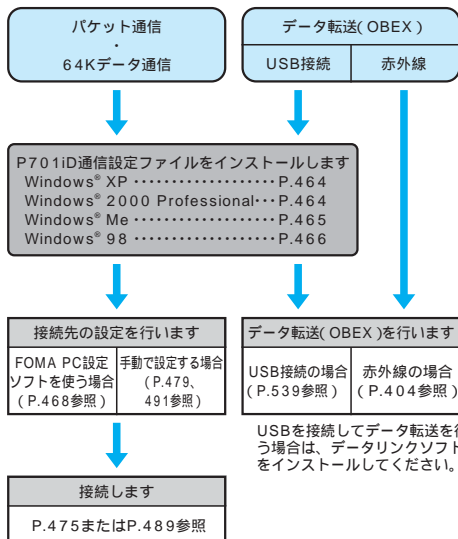 パケット通信
・
64Kデータ通信
データ転送(OBEX)
USB接続
赤外線
P701iD通信設定ファイルをインストールします
Windows® XP ・・・・・・・・・・・・・・・・・・P.464
Windows® 2000 Professional・・・P.464
Windows® Me ・・・・・・・・・・・・・・・・・・P.465
Windows® 98 ・・・・・・・・・・・・・・・・・・P.466
接続先の設定を行います
FOMA PC設定
ソフトを使う場合
(P.468参照)
手動で設定する場合
(P.479、
491参照)
データ転送(OBEX)を行います
USB接続の場合
(P.539参照)
赤外線の場合
(P.404参照)
USBを接続してデータ転送を行
う場合は、データリンクソフト
をインストールしてください。
接続します
P.475またはP.489参照